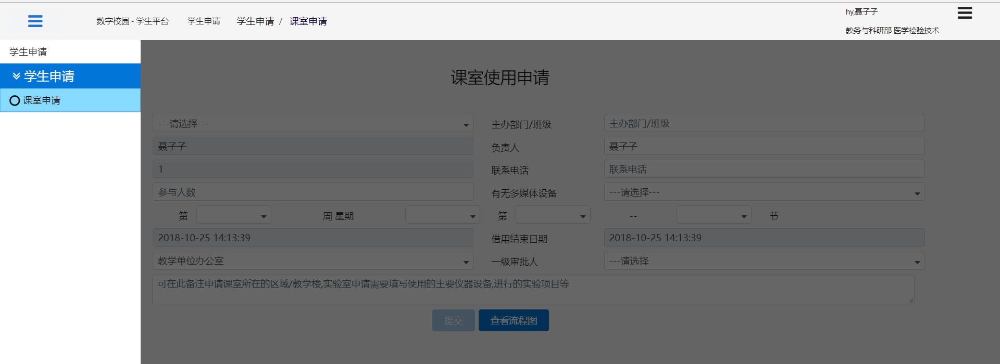 数字校园 - 学生平台 学生申请 学生申请 / 课室申请
hy,聂子子
教务与科研部 医学检验技术
学生申请
学生申请
课室申请
课室使用申请
---请选择--- 主办部门/班级 主办部门/班级
聂子子 负责人 聂子子
1 联系电话 联系电话
参与人数 有无多媒体设备 ---请选择---
第 周 星期 第 -- 节
2018-10-25 14:13:39 借用结束日期 2018-10-25 14:13:39
教学单位办公室 一级审批人 ---请选择
可在此备注申请课室所在的区域/教学楼,实验室申请需要填写使用的主要仪器设备,进行的实验项目等
提交 查看流程图